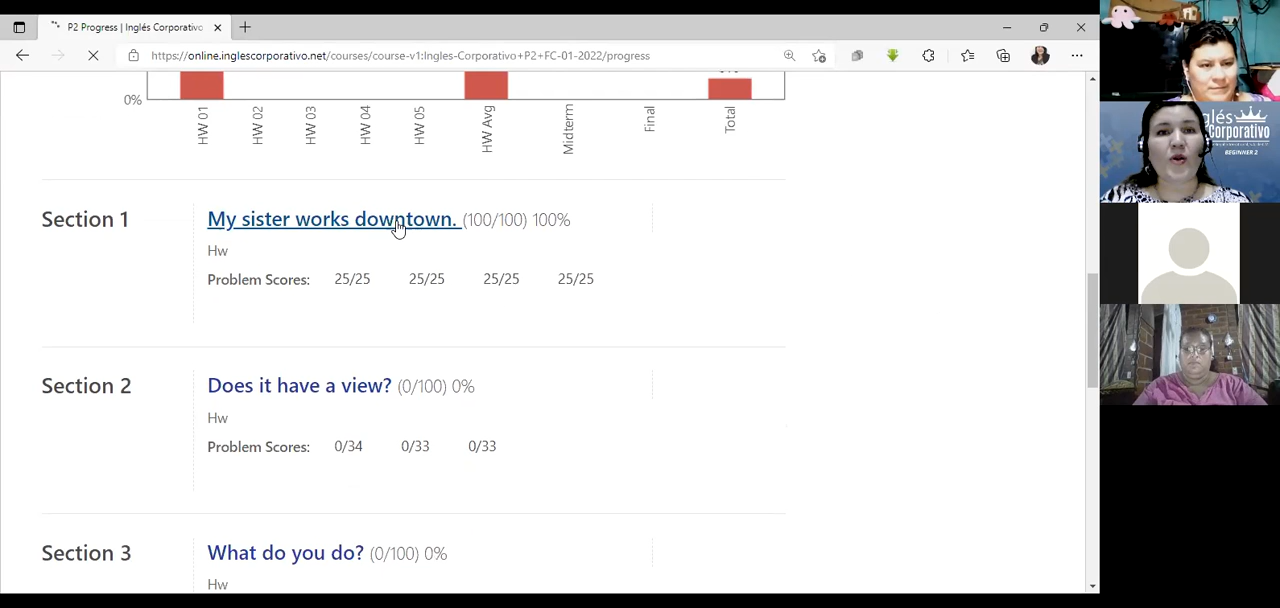 P2 Progress | Inglés Corporativo
https://online.inglescorporativo.net/courses/course-v1:Ingles-Corporativo+P2+FC-01-2022/progress
0%
HW 01
HW 02
HW 03
HW 04
HW 05
HW Avg
Midterm
Final
Total
Section 1
My sister works downtown. (100/100) 100%
Hw
Problem Scores: 25/25 25/25 25/25 25/25
Section 2
Does it have a view? (0/100) 0%
Hw
Problem Scores: 0/34 0/33 0/33
Section 3
What do you do? (0/100) 0%
Hw
glés
Corporativo
BEGINNER 2